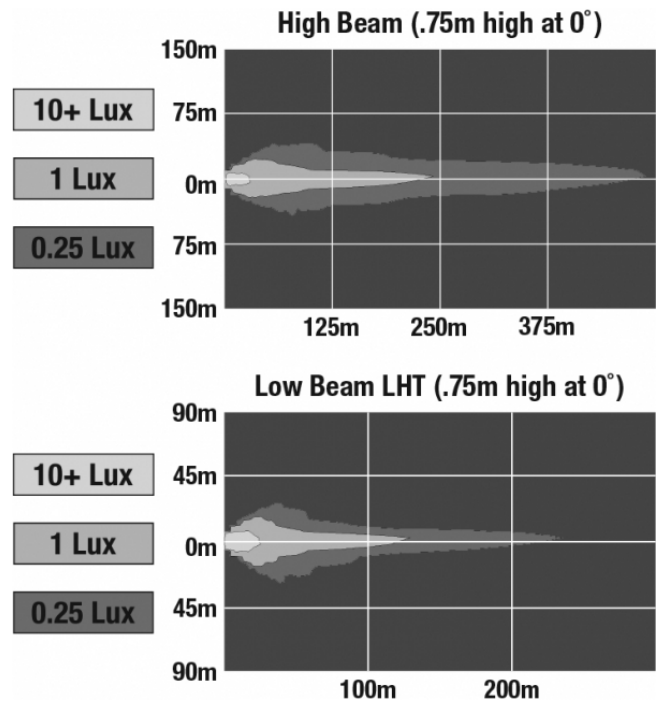 High Beam (.75m high at 0°)
150m
10+ Lux
75m
1 Lux
0m
0.25 Lux
75m
150m
125m 250m 375m
Low Beam LHT (.75m high at 0°)
90m
10+ Lux
45m
1 Lux
0m
0.25 Lux
45m
90m
100m 200m